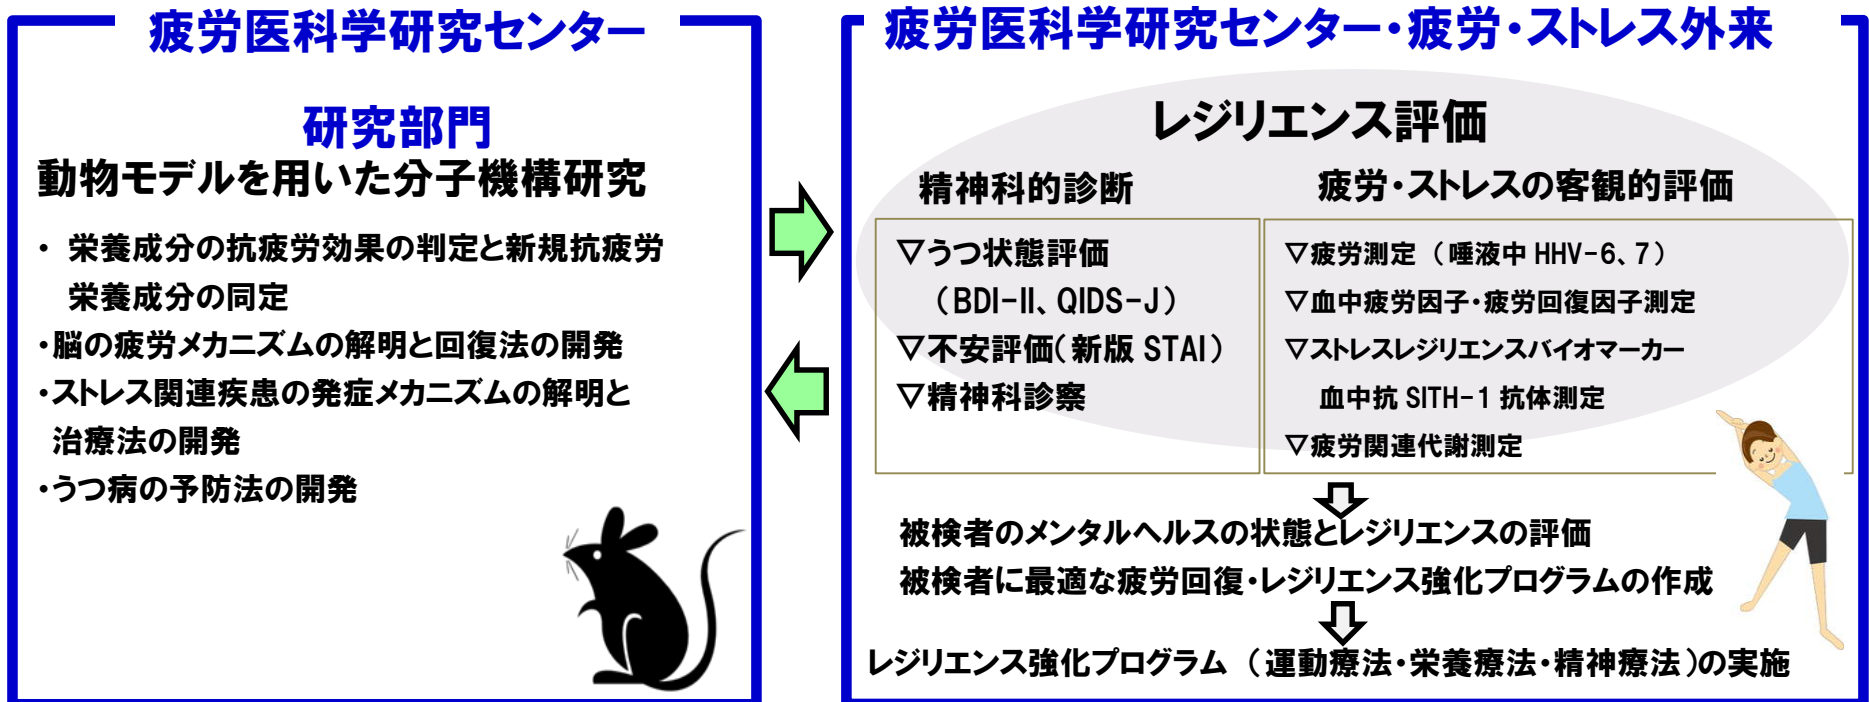 疲労医科学研究センター
研究部門
動物モデルを用いた分子機構研究
・ 栄養成分の抗疲労効果の判定と新規抗疲労
栄養成分の同定
・脳の疲労メカニズムの解明と回復法の開発
・ストレス関連疾患の発症メカニズムの解明と
治療法の開発
・うつ病の予防法の開発
疲労医科学研究センター・疲労・ストレス外来
レジリエンス評価
精神科的診断
▽うつ状態評価
（BDI-II、QIDS-J）
▽不安評価（新版 STAI）
▽精神科診察
疲労・ストレスの客観的評価
▽疲労測定（唾液中 HHV-6、7）
▽血中疲労因子・疲労回復因子測定
▽ストレスレジリエンスバイオマーカー
血中抗 SITH-1 抗体測定
▽疲労関連代謝測定
被検者のメンタルヘルスの状態とレジリエンスの評価
被検者に最適な疲労回復・レジリエンス強化プログラムの作成
レジリエンス強化プログラム（運動療法・栄養療法・精神療法）の実施